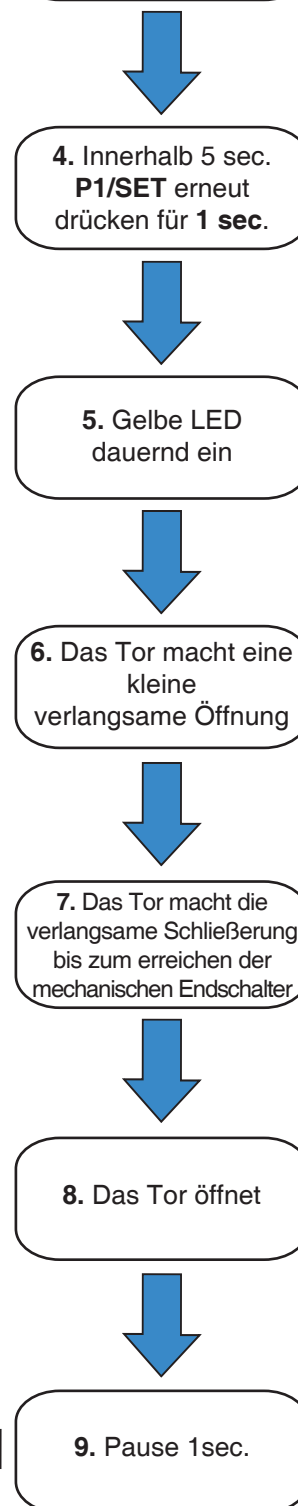 4. Innerhalb 5 sec.
P1/SET erneut
drücken für 1 sec.
5. Gelbe LED
dauernd ein
6. Das Tor macht eine
kleine
verlangsame Öffnung
7. Das Tor macht die
verlangsame Schließerung
bis zum erreichen der
mechanischen Endschalter
8. Das Tor öffnet
9. Pause 1sec.